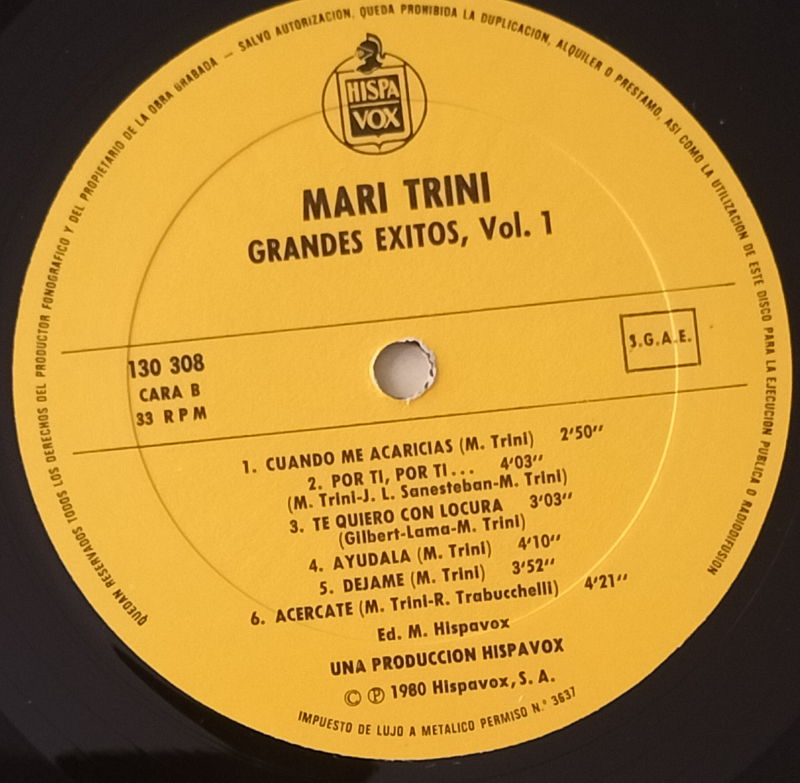 QUEDAN RESERVADOS TODOS LOS DERECHOS DEL PRODUCTOR FONOGRAFICO Y DEL PROPIETARIO DE LA OBRA GRABADA — SALVO AUTORIZACION, QUEDA PROHIBIDA LA DUPLICACION, ALQUILER O PRESTAMO, ASI COMO LA UTILIZACION DE ESTE DISCO PARA LA EJECUCION PUBLICA O RADIODIFUSION
HISPA
VOX
MARI TRINI
GRANDES EXITOS, Vol. 1
130 308
CARA B
33 RPM
S.G.A.E.
1. CUANDO ME ACARICIAS (M. Trini) 2'50''
2. POR TI, POR TI... 4'03''
(M. Trini-J. L. Sanesteban-M. Trini)
3. TE QUIERO CON LOCURA 3'03''
(Gilbert-Lama-M. Trini)
4. AYUDALA (M. Trini) 4'10''
5. DEJAME (M. Trini) 3'52''
6. ACERCATE (M. Trini-R. Trabucchelli) 4'21''
Ed. M. Hispavox
UNA PRODUCCION HISPAVOX
© ℗ 1980 Hispavox, S. A.
IMPUESTO DE LUJO A METALICO PERMISO N.º 3637